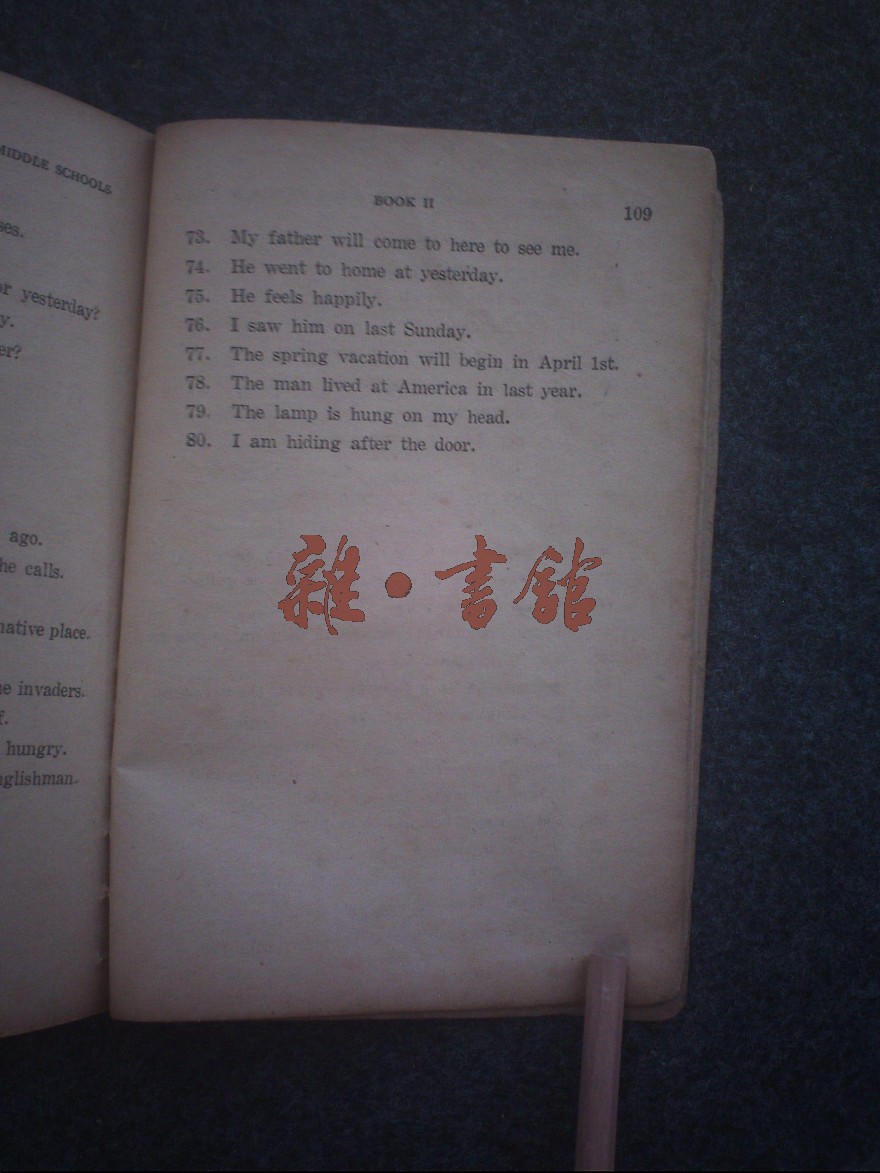 MIDDLE SCHOOLS
yesterday?
ago.
calls.
native place.
invaders.
hungry.
BOOK II
109
73. My father will come to here to see me.
74. He went to home at yesterday.
75. He feels happily.
76. I saw him on last Sunday.
77. The spring vacation will begin in April 1st.
78. The man lived at America in last year.
79. The lamp is hung on my head.
80. I am hiding after the door.
雜·書館